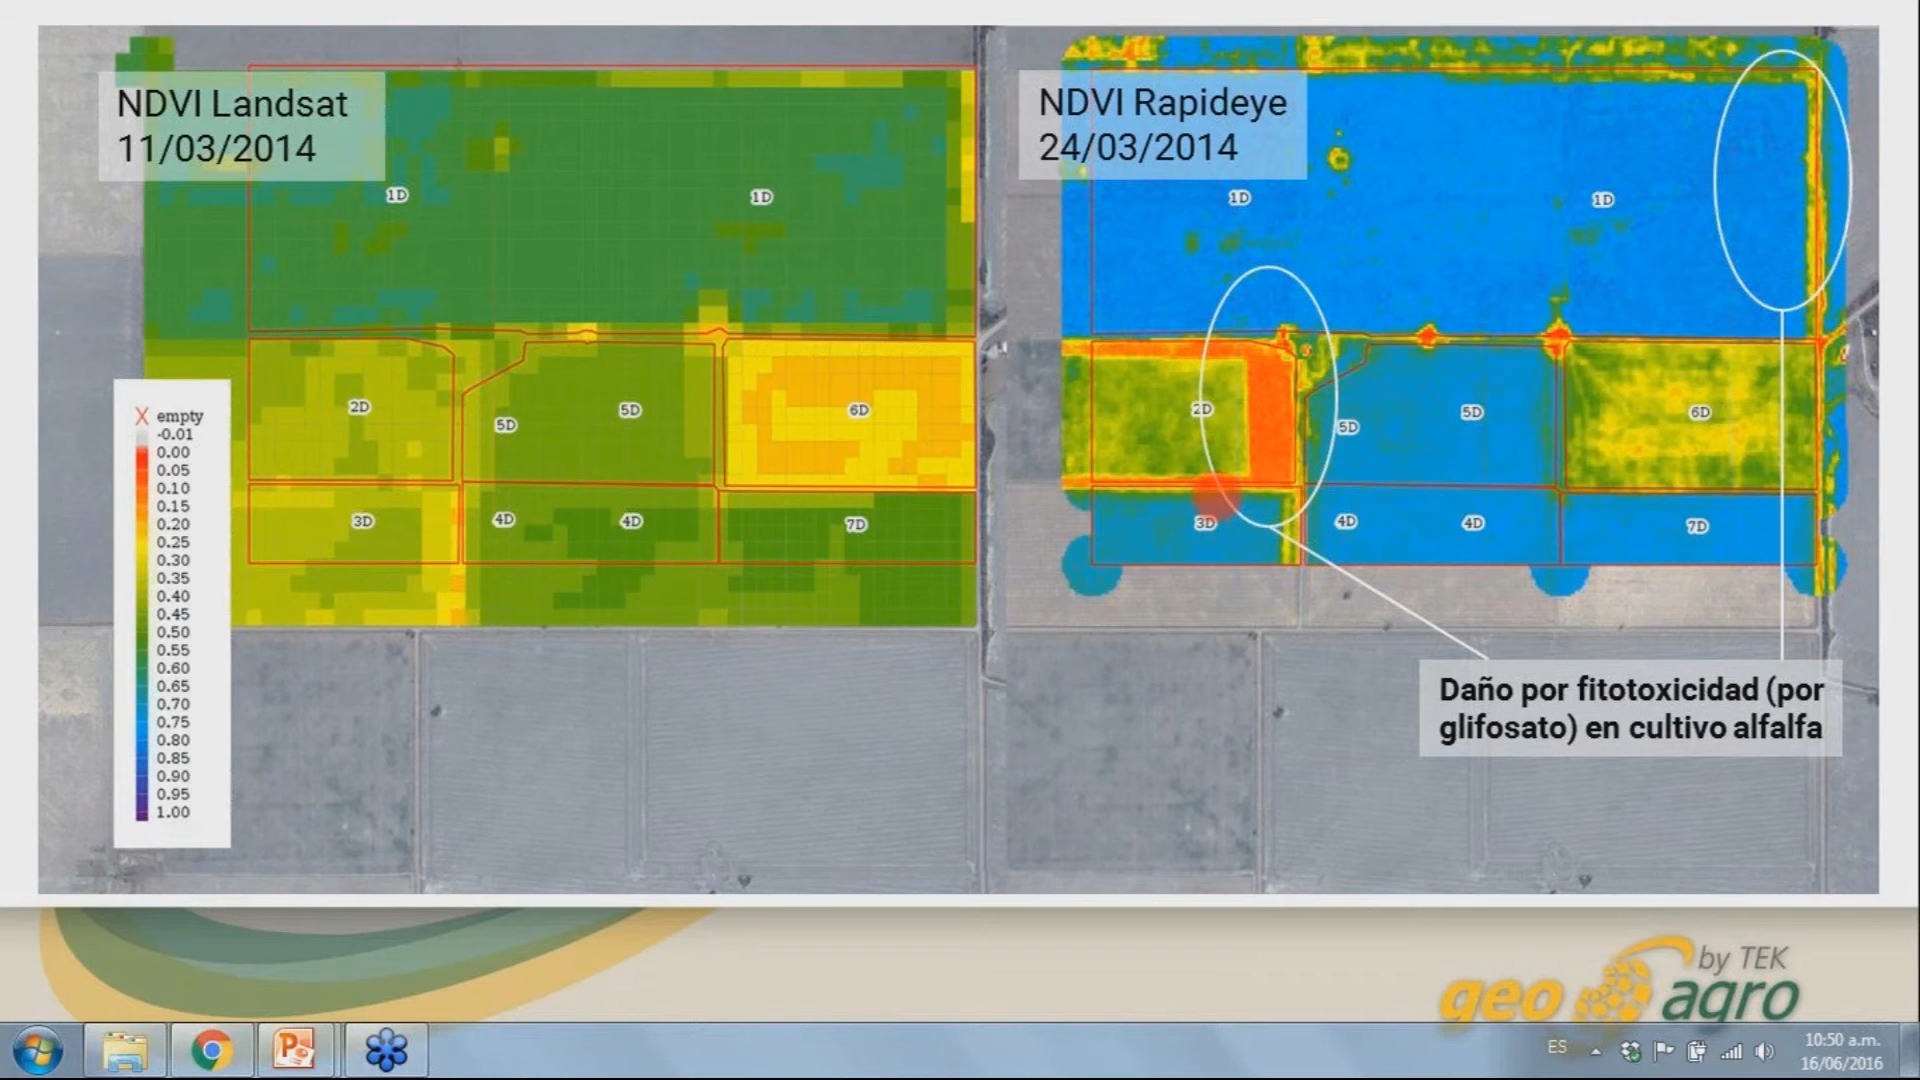 NDVI Landsat
11/03/2014
1D
1D
2D
5D
5D
6D
3D
4D
4D
7D
X empty
-0.01
0.00
0.05
0.10
0.15
0.20
0.25
0.30
0.35
0.40
0.45
0.50
0.55
0.60
0.65
0.70
0.75
0.80
0.85
0.90
0.95
1.00
NDVI Rapideye
24/03/2014
1D
1D
2D
5D
5D
6D
3D
4D
4D
7D
Daño por fitotoxicidad (por
glifosato) en cultivo alfalfa
by TEK
geo agro
ES
10:50 a.m.
16/06/2016